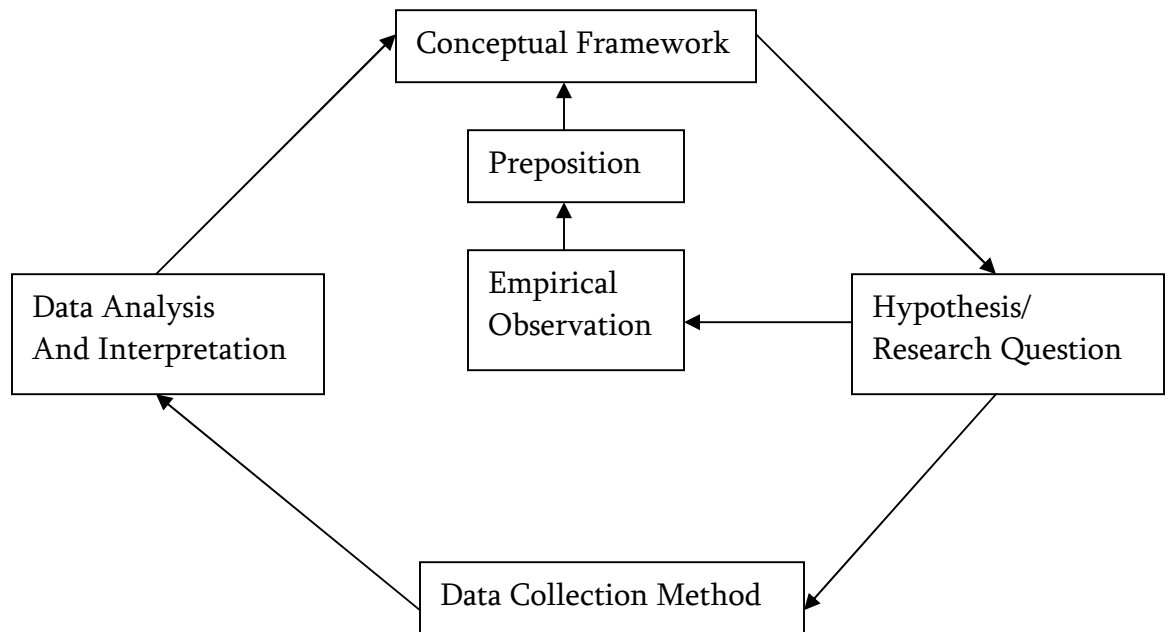 Conceptual Framework
Preposition
Empirical
Observation
Data Analysis
And Interpretation
Hypothesis/
Research Question
Data Collection Method